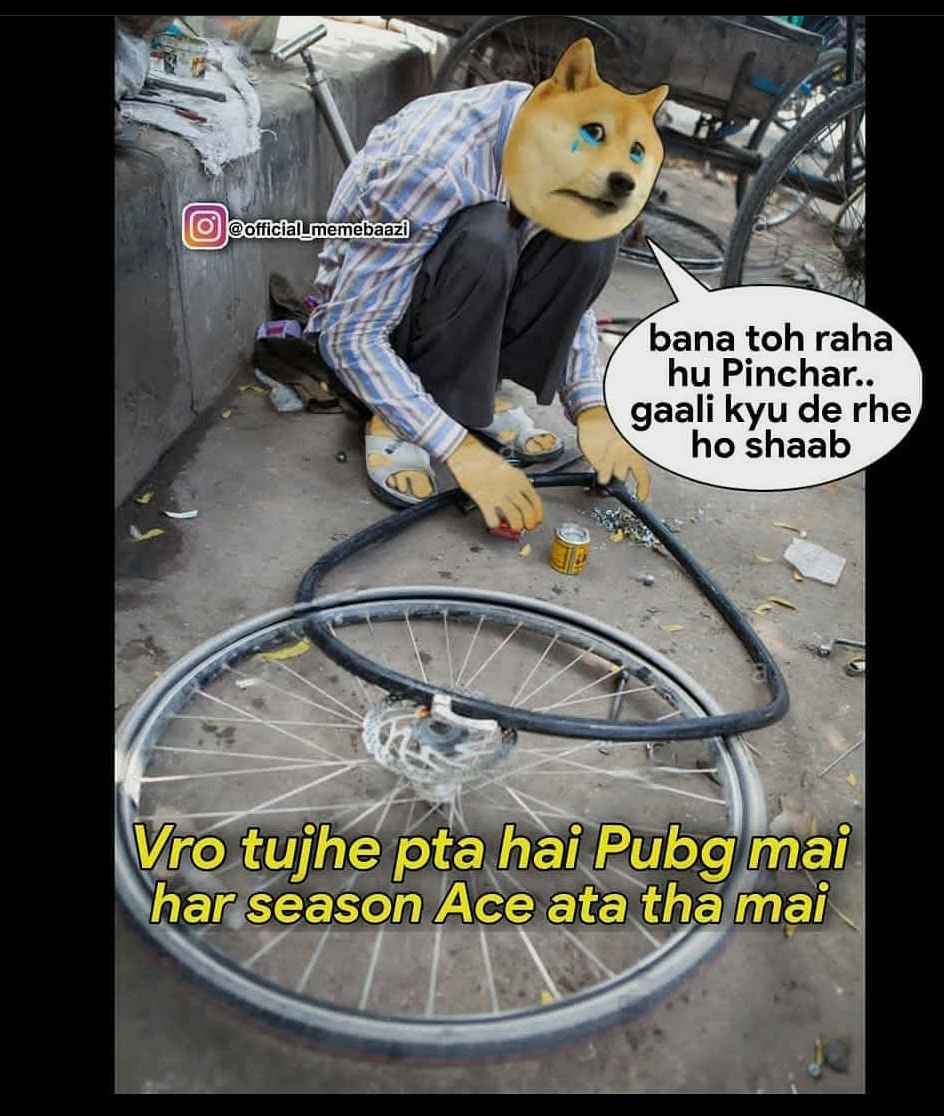 @official_memebaazi
bana toh raha
hu Pinchar..
gaali kyu de rhe
ho shaab
Vro tujhe pta hai Pubg mai
har season Ace ata tha mai